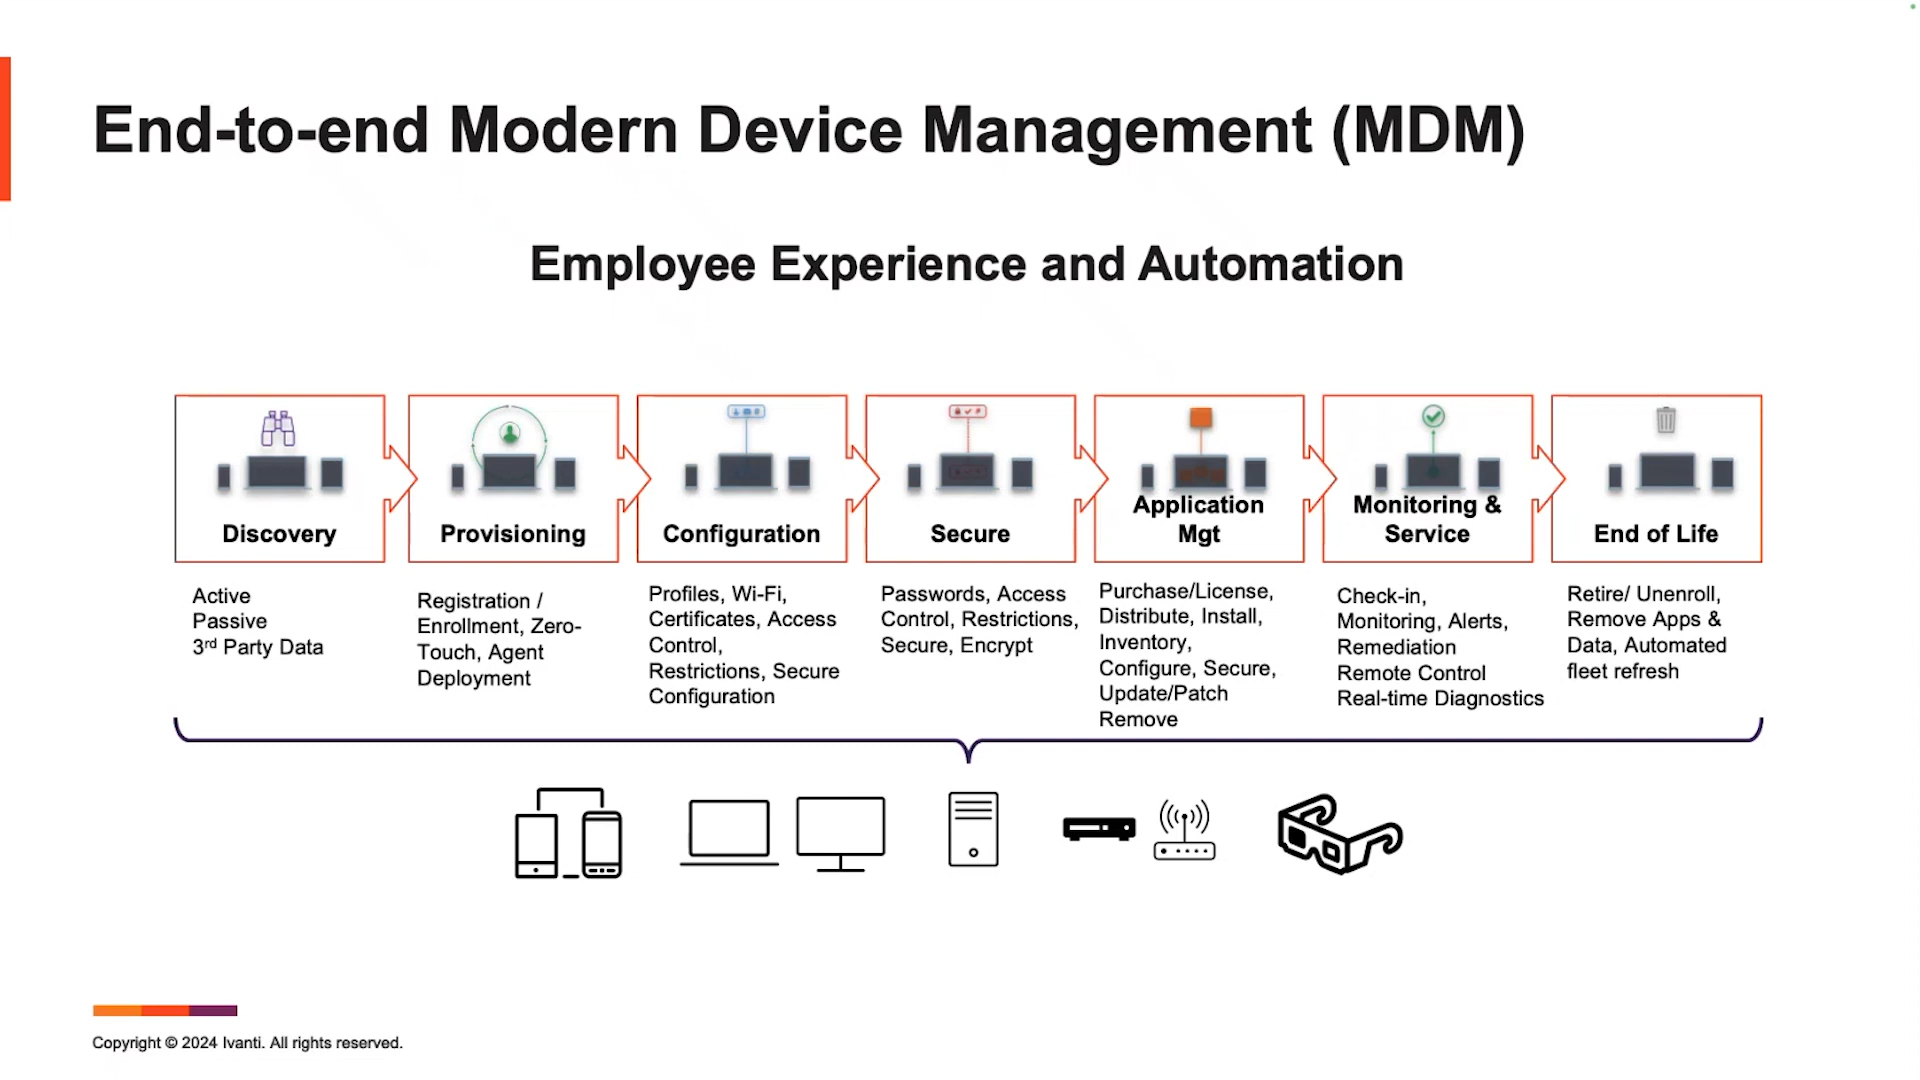 End-to-end Modern Device Management (MDM)
Employee Experience and Automation
Discovery
Provisioning
Configuration
Secure
Application
Mgt
Monitoring &
Service
End of Life
Active
Passive
3rd Party Data
Registration /
Enrollment, Zero-
Touch, Agent
Deployment
Profiles, Wi-Fi,
Certificates, Access
Control,
Restrictions, Secure
Configuration
Passwords, Access
Control, Restrictions,
Secure, Encrypt
Purchase/License,
Distribute, Install,
Inventory,
Configure, Secure,
Update/Patch
Remove
Check-in,
Monitoring, Alerts,
Remediation
Remote Control
Real-time Diagnostics
Retire/ Unenroll,
Remove Apps &
Data, Automated
fleet refresh
Copyright © 2024 Ivanti. All rights reserved.